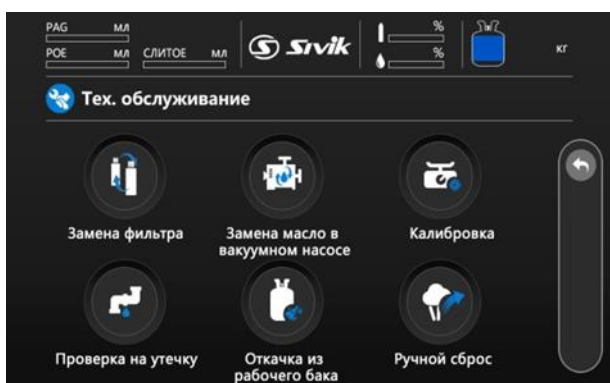 PAG мл
POE мл СЛИТОЕ мл
Sivik
%
%
кг
Тех. обслуживание
Замена фильтра
Замена масло в
вакуумном насосе
Калибровка
Проверка на утечку
Откачка из
рабочего бака
Ручной сброс